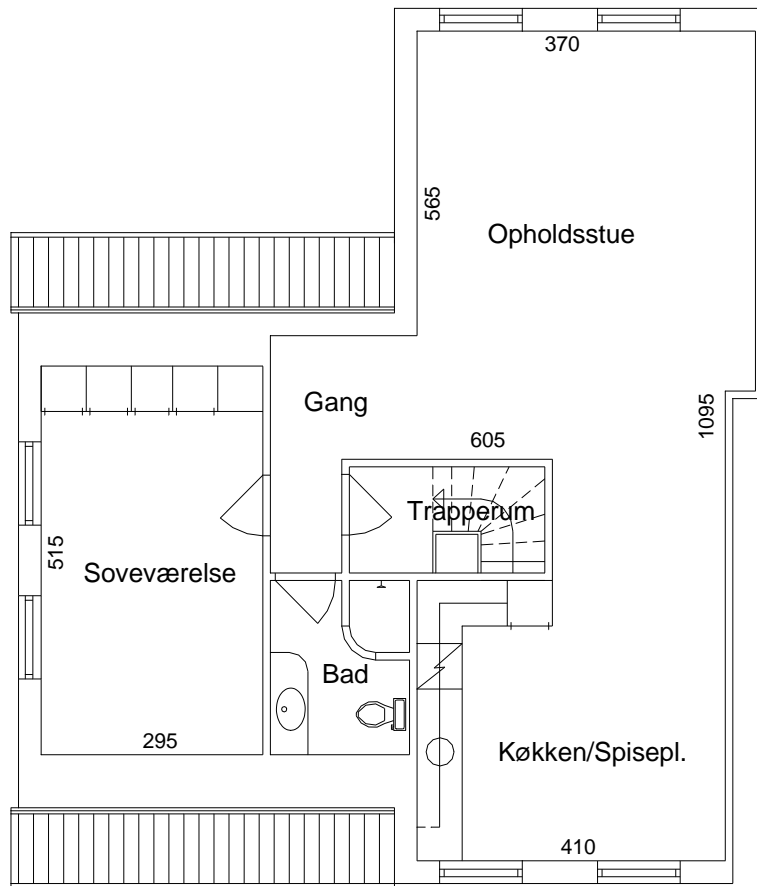 370
565
Opholdsstue
Gang
1095
605
Trapperum
515
Soveværelse
Bad
295
Køkken/Spisepl.
410